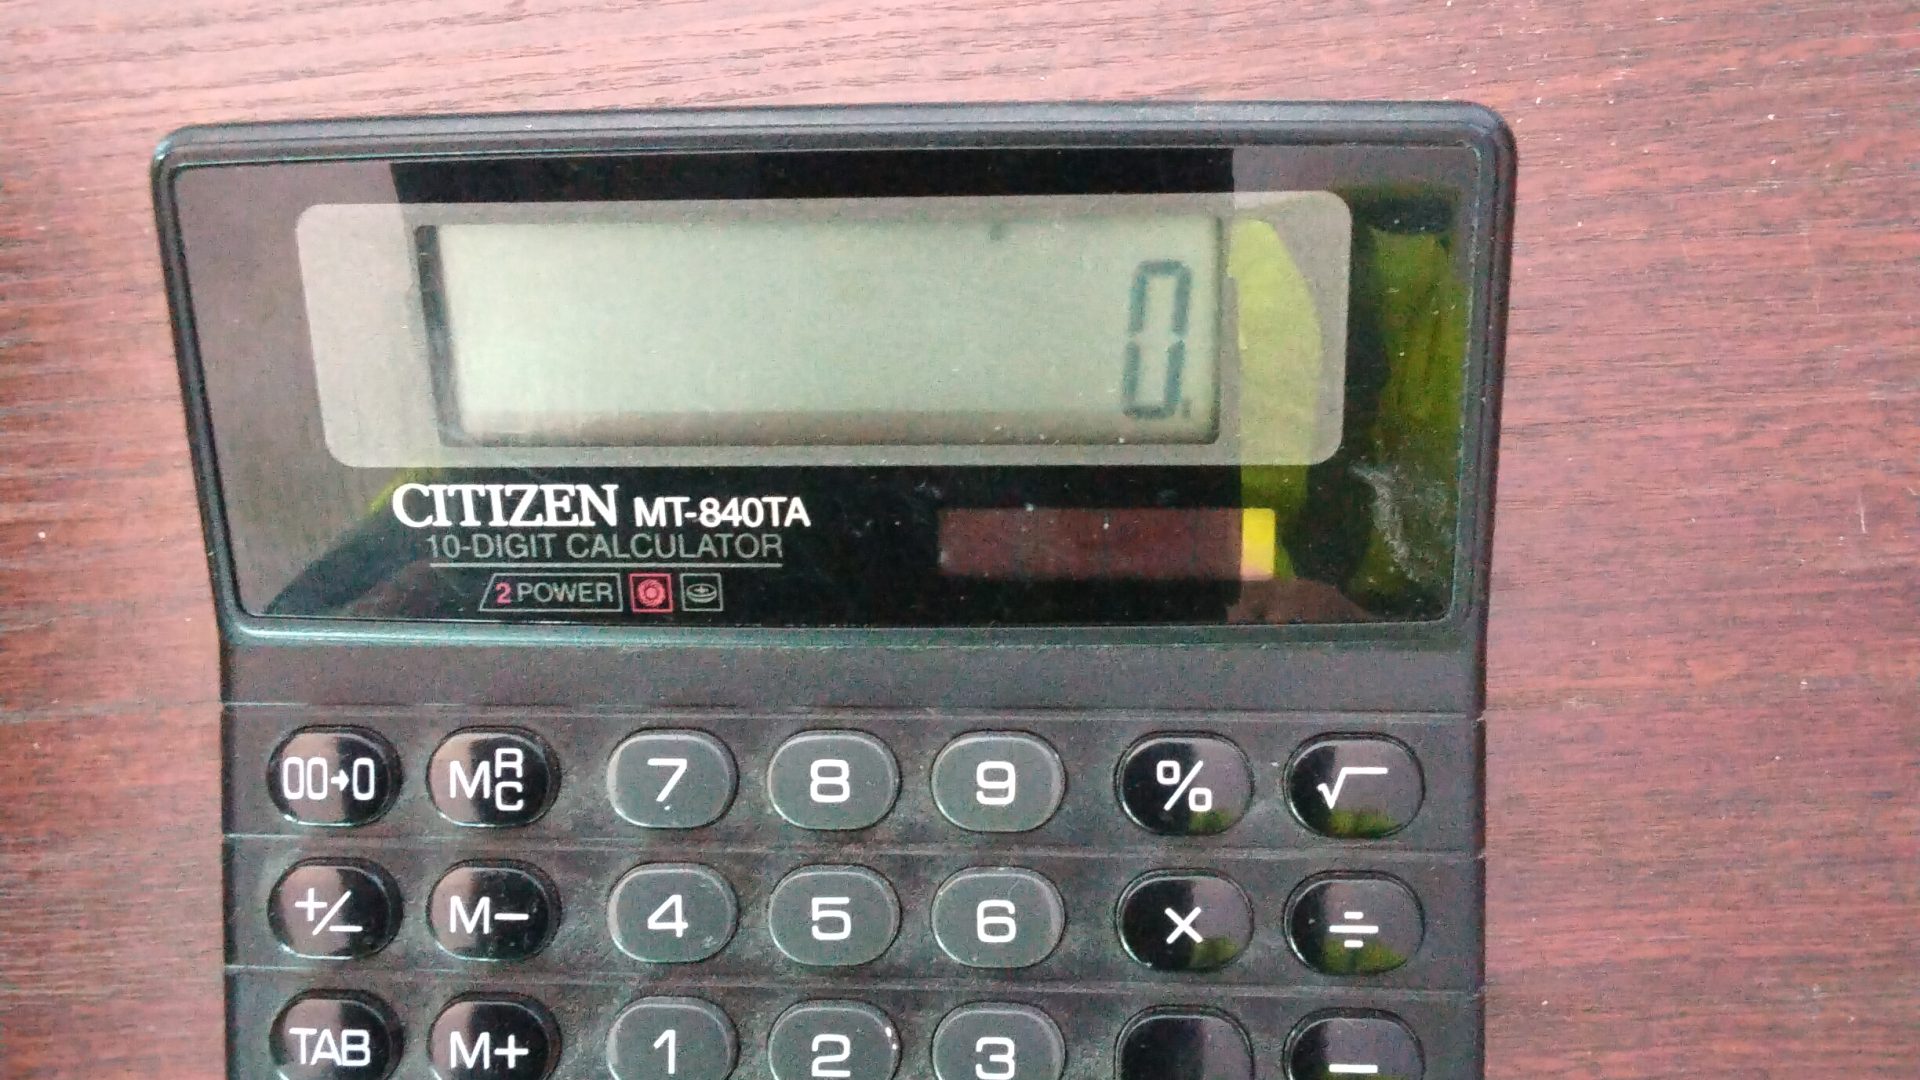 0.
CITIZEN MT-840TA
10-DIGIT CALCULATOR
2 POWER
00→0 MRC 7 8 9 % √
+/− M− 4 5 6 × ÷
TAB M+ 1 2 3 −